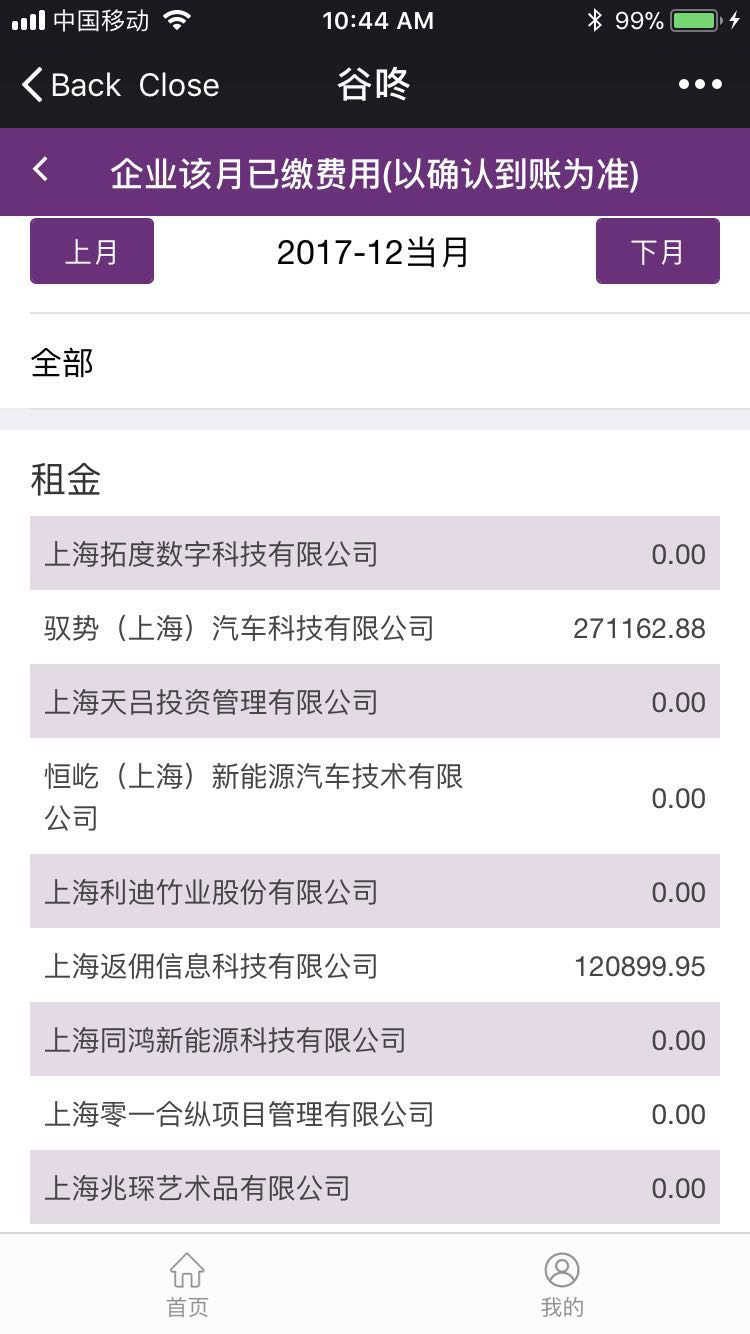 中国移动 10:44 AM 99%
Back Close 谷咚
企业该月已缴费用(以确认到账为准)
上月 2017-12当月 下月
全部
租金
上海拓度数字科技有限公司 0.00
驭势（上海）汽车科技有限公司 271162.88
上海天吕投资管理有限公司 0.00
恒屹（上海）新能源汽车技术有限
公司 0.00
上海利迪竹业股份有限公司 0.00
上海返佣信息科技有限公司 120899.95
上海同鸿新能源科技有限公司 0.00
上海零一合纵项目管理有限公司 0.00
上海兆琛艺术品有限公司 0.00
首页 我的